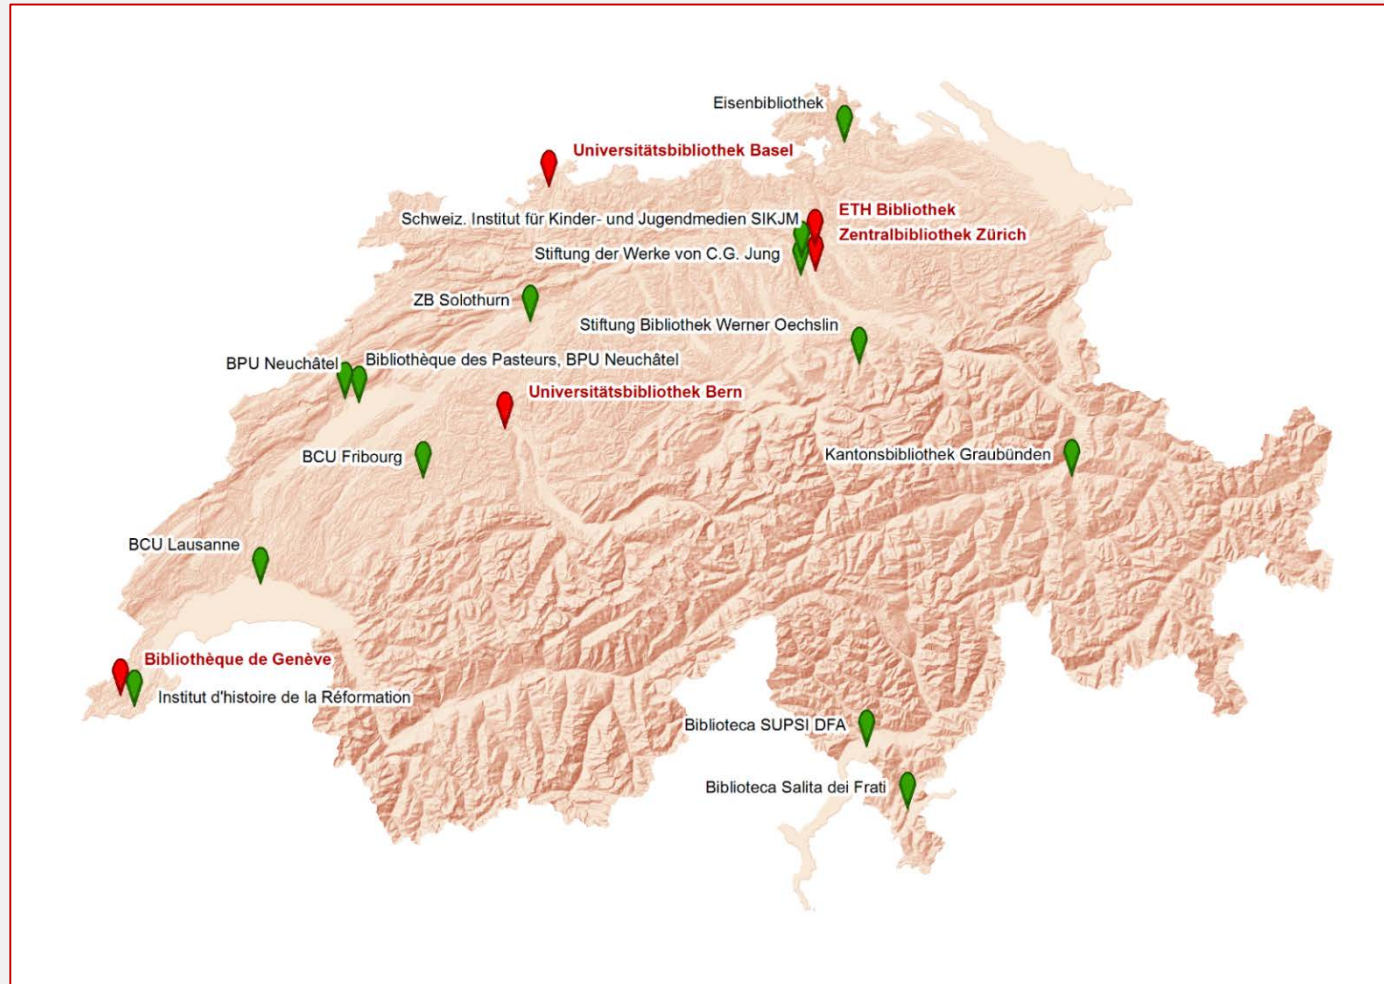 Eisenbibliothek
Universitätsbibliothek Basel
ETH Bibliothek
Schweiz. Institut für Kinder- und Jugendmedien SIKJM
Zentralbibliothek Zürich
Stiftung der Werke von C.G. Jung
ZB Solothurn
Stiftung Bibliothek Werner Oechslin
BPU Neuchâtel
Bibliothèque des Pasteurs, BPU Neuchâtel
Universitätsbibliothek Bern
BCU Fribourg
Kantonsbibliothek Graubünden
BCU Lausanne
Bibliothèque de Genève
Institut d'histoire de la Réformation
Biblioteca SUPSI DFA
Biblioteca Salita dei Frati